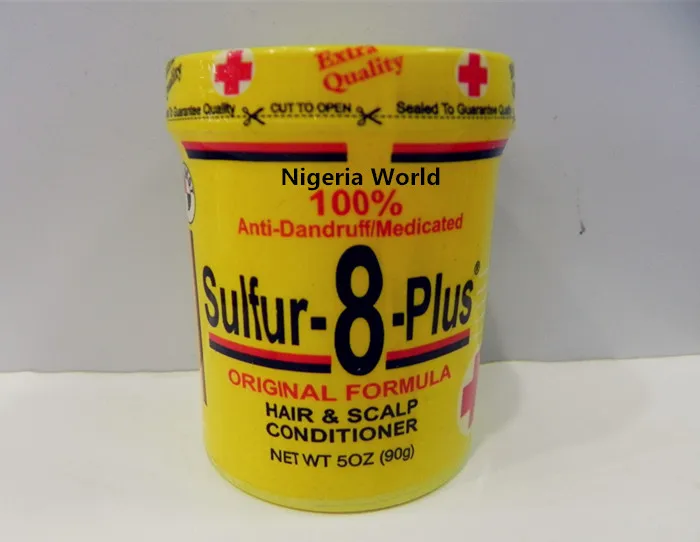 Extra
Quality
To Guarantee Quality CUT TO OPEN Sealed To Guarantee Quality
Nigeria World
100%
Anti-Dandruff/Medicated
Sulfur-8-Plus®
ORIGINAL FORMULA
HAIR & SCALP
CONDITIONER
NET WT 5OZ (90g)